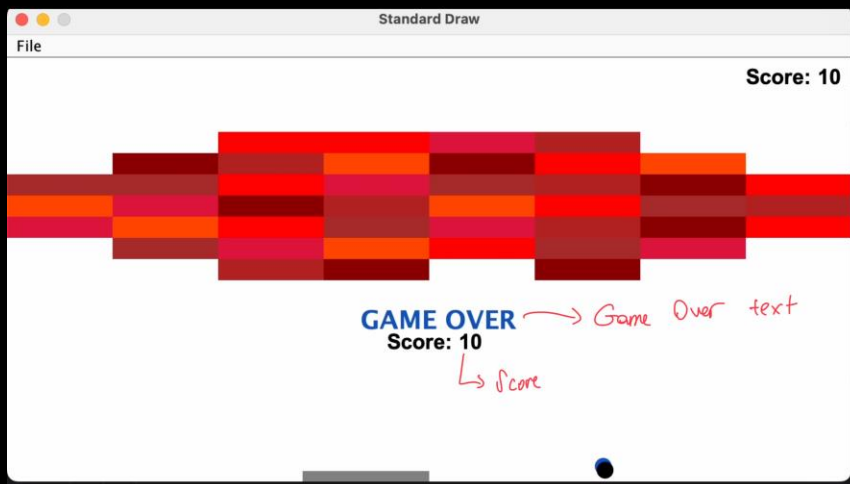 Standard Draw
File
Score: 10
GAME OVER
Game Over text
Score: 10
Score